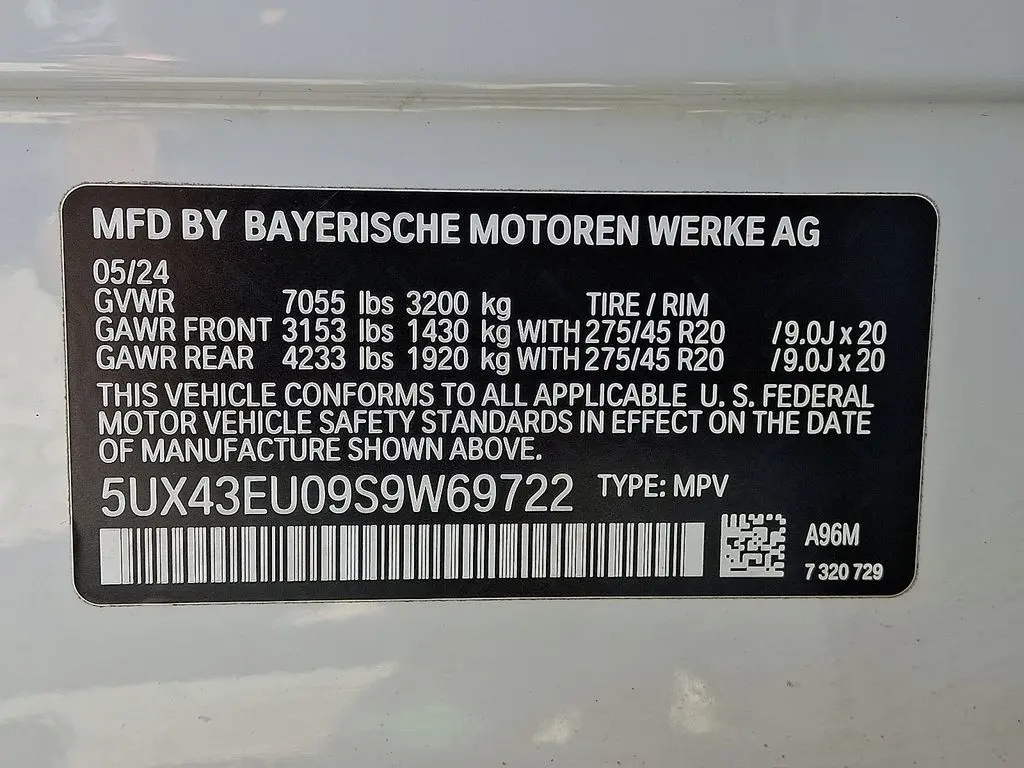 MFD BY BAYERISCHE MOTOREN WERKE AG
05/24
GVWR 7055 lbs 3200 kg TIRE / RIM
GAWR FRONT 3153 lbs 1430 kg WITH 275/45 R20 /9.0J x 20
GAWR REAR 4233 lbs 1920 kg WITH 275/45 R20 /9.0J x 20
THIS VEHICLE CONFORMS TO ALL APPLICABLE U. S. FEDERAL
MOTOR VEHICLE SAFETY STANDARDS IN EFFECT ON THE DATE
OF MANUFACTURE SHOWN ABOVE.
5UX43EU09S9W69722 TYPE: MPV
A96M
7 320 729